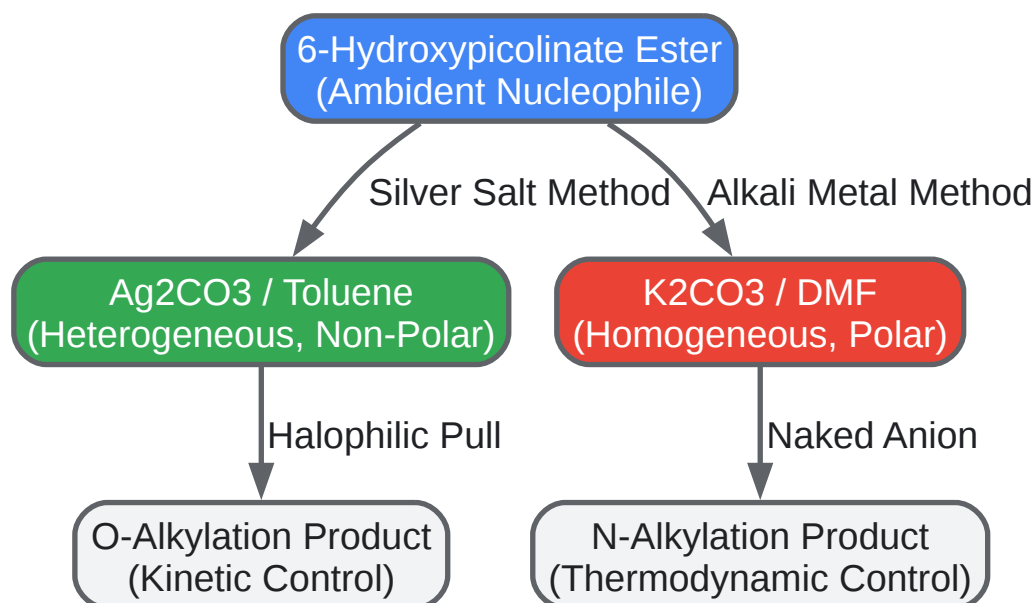 6-Hydroxypicolinate Ester
(Ambident Nucleophile)
Silver Salt Method
Alkali Metal Method
Ag2CO3 / Toluene
(Heterogeneous, Non-Polar)
K2CO3 / DMF
(Homogeneous, Polar)
Halophilic Pull
Naked Anion
O-Alkylation Product
(Kinetic Control)
N-Alkylation Product
(Thermodynamic Control)